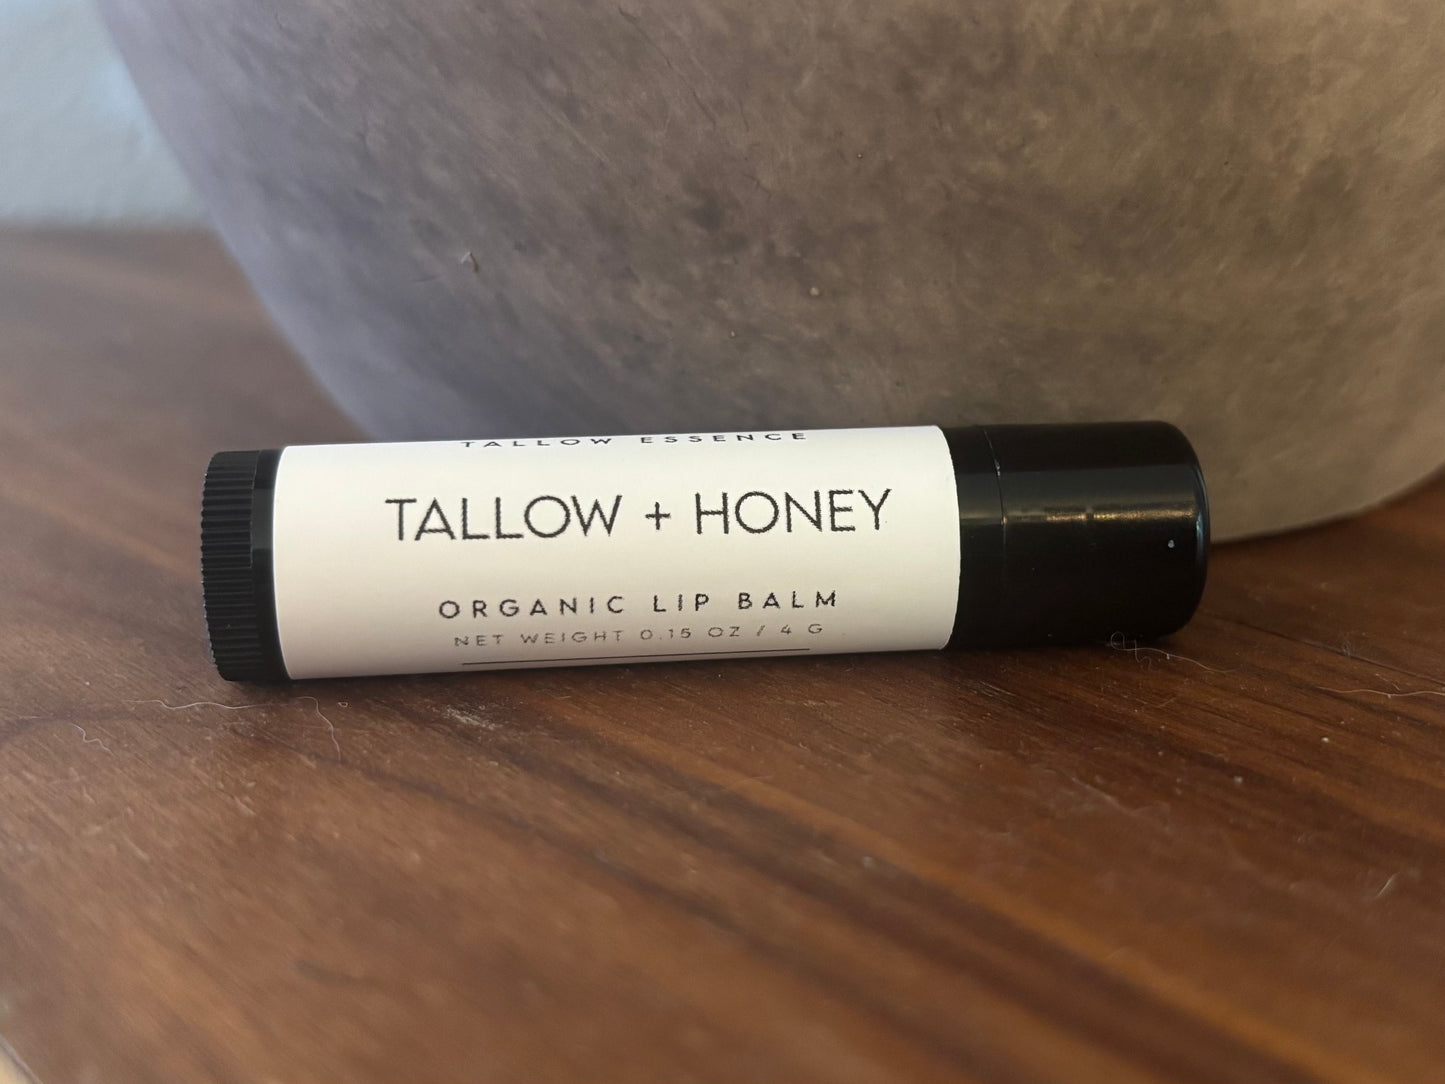 TALLOW ESSENCE
TALLOW + HONEY
ORGANIC LIP BALM
NET WEIGHT 0.15 OZ / 4 G